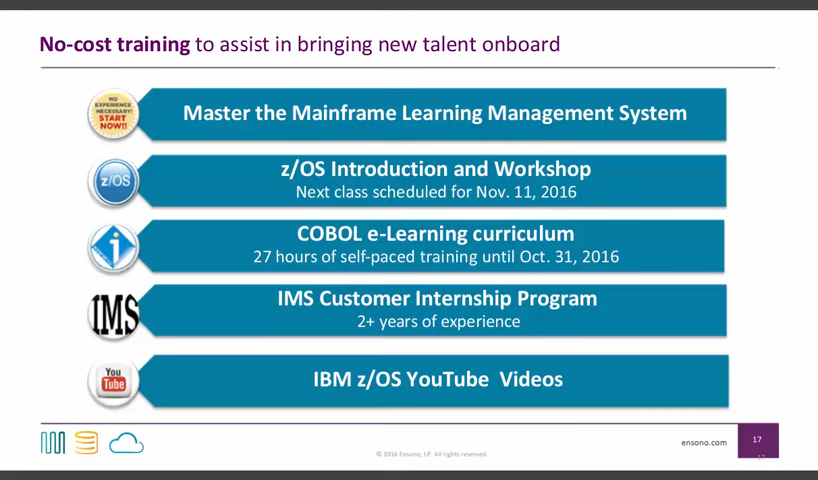 No-cost training to assist in bringing new talent onboard
NO
EXPERIENCE
NECESSARY!
START
NOW!!
Master the Mainframe Learning Management System
z/OS
z/OS Introduction and Workshop
Next class scheduled for Nov. 11, 2016
i
COBOL e-Learning curriculum
27 hours of self-paced training until Oct. 31, 2016
IMS
IMS Customer Internship Program
2+ years of experience
You
Tube
IBM z/OS YouTube  Videos
© 2016 Ensono, LP. All rights reserved
ensono.com
17
17